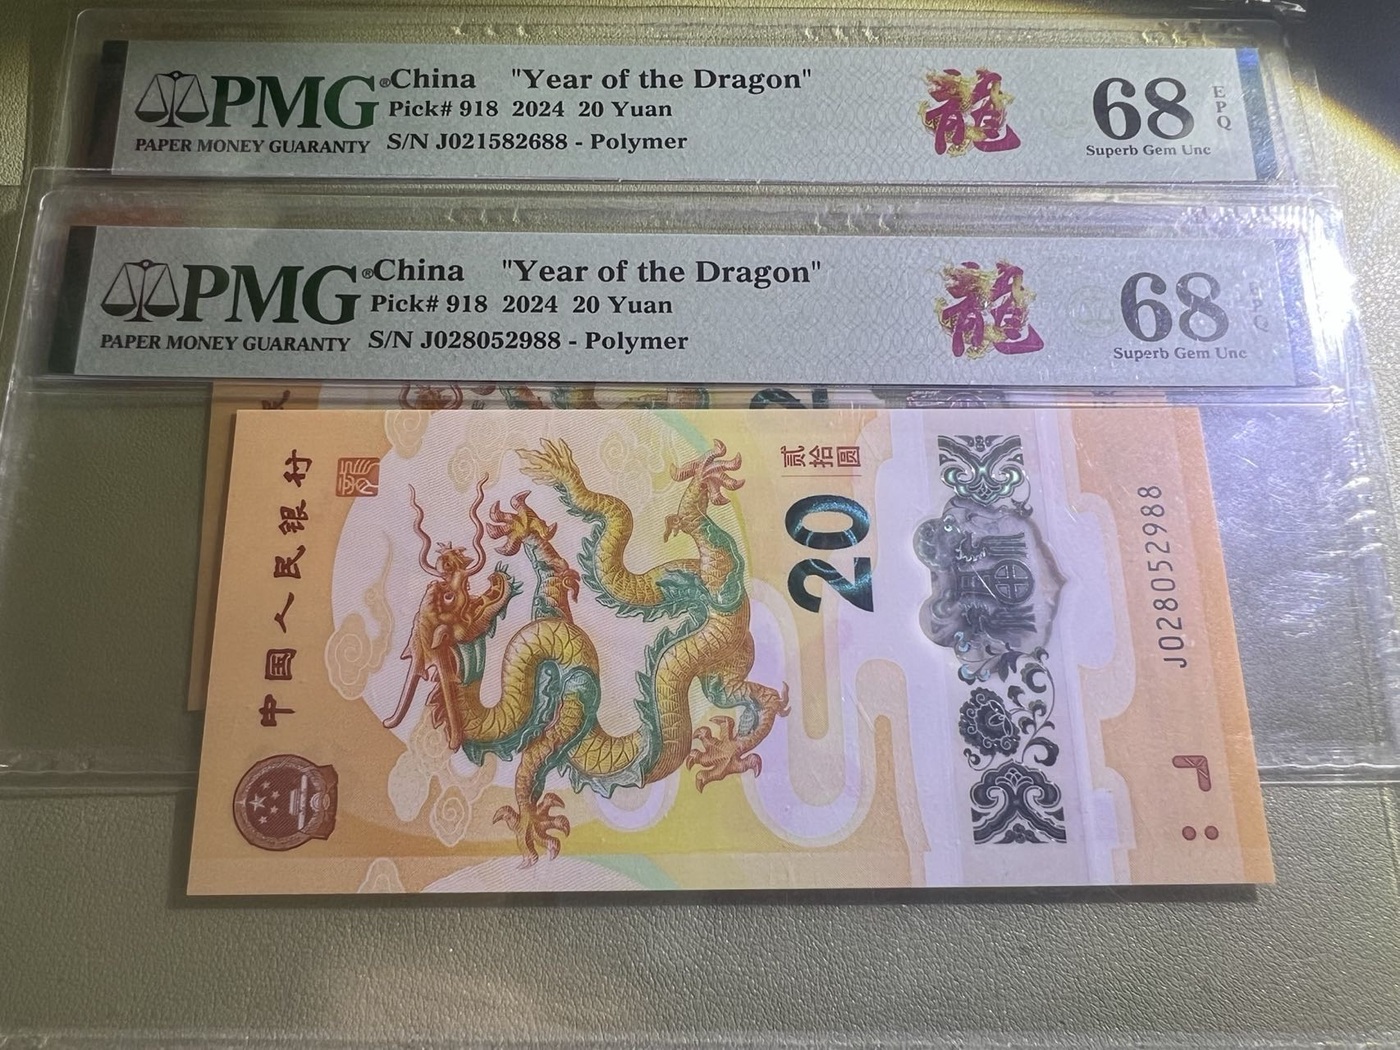 PMG® China "Year of the Dragon"
Pick# 918 2024 20 Yuan
PAPER MONEY GUARANTY S/N J021582688 - Polymer
龍
68
EPQ
Superb Gem Unc
PMG® China "Year of the Dragon"
Pick# 918 2024 20 Yuan
PAPER MONEY GUARANTY S/N J028052988 - Polymer
龍
68
EPQ
Superb Gem Unc
中国人民银行
贰拾圆
20
J028052988